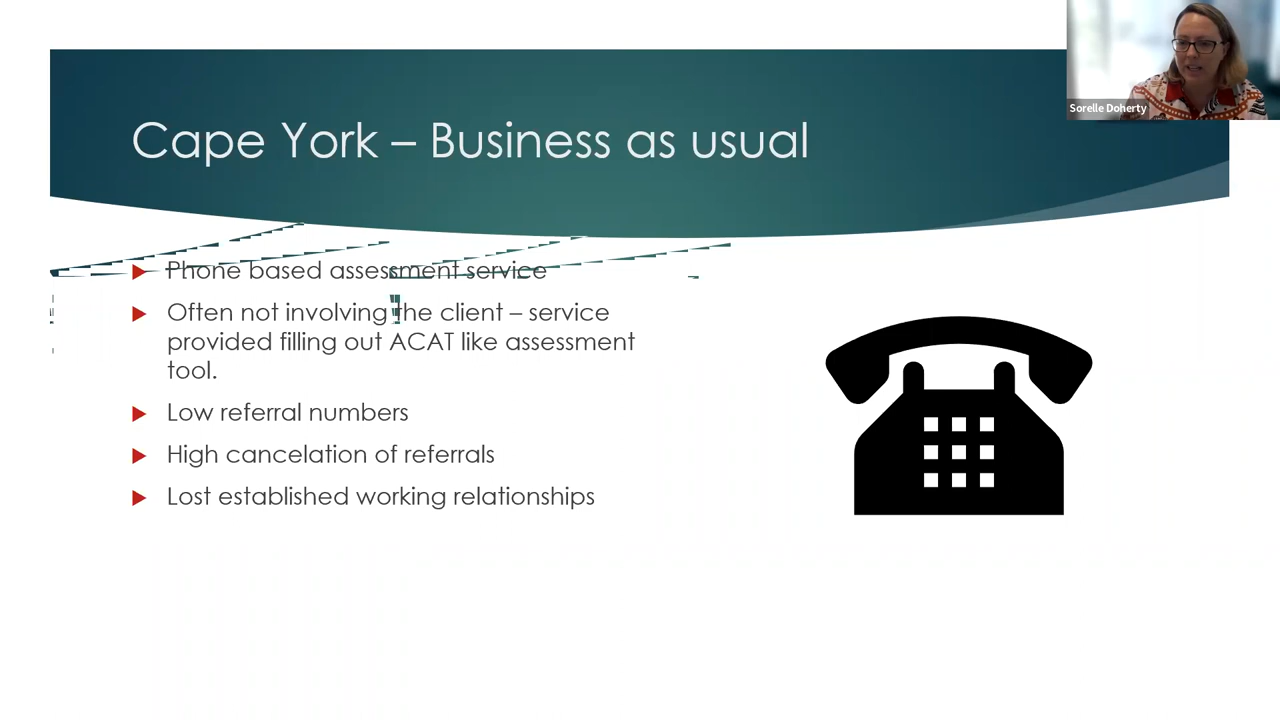 Sorelle Doherty
Cape York – Business as usual
Phone based assessment service
Often not involving the client – service
provided filling out ACAT like assessment
tool.
Low referral numbers
High cancelation of referrals
Lost established working relationships